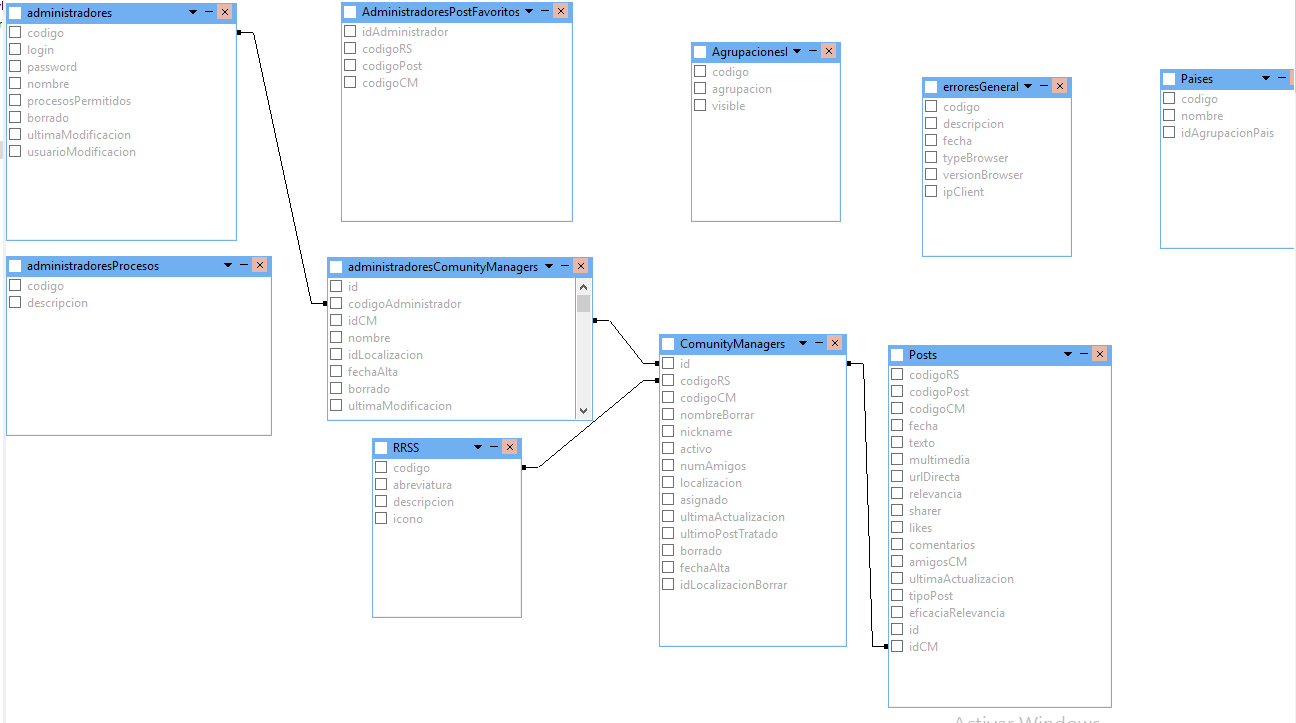 administradores
codigo
login
password
nombre
procesosPermitidos
borrado
ultimaModificacion
usuarioModificacion
AdministradoresPostFavoritos
idAdministrador
codigoRS
codigoPost
codigoCM
Agrupacionesl
codigo
agrupacion
visible
erroresGeneral
codigo
descripcion
fecha
typeBrowser
versionBrowser
ipClient
Paises
codigo
nombre
idAgrupacionPais
administradoresProcesos
codigo
descripcion
administradoresComunityManagers
id
codigoAdministrador
idCM
nombre
idLocalizacion
fechaAlta
borrado
ultimaModificacion
RRSS
codigo
abreviatura
descripcion
icono
ComunityManagers
id
codigoRS
codigoCM
nombreBorrar
nickname
activo
numAmigos
localizacion
asignado
ultimaActualizacion
ultimoPostTratado
borrado
fechaAlta
idLocalizacionBorrar
Posts
codigoRS
codigoPost
codigoCM
fecha
texto
multimedia
urlDirecta
relevancia
sharer
likes
comentarios
amigosCM
ultimaActualizacion
tipoPost
eficaciaRelevancia
id
idCM
Activar Windows